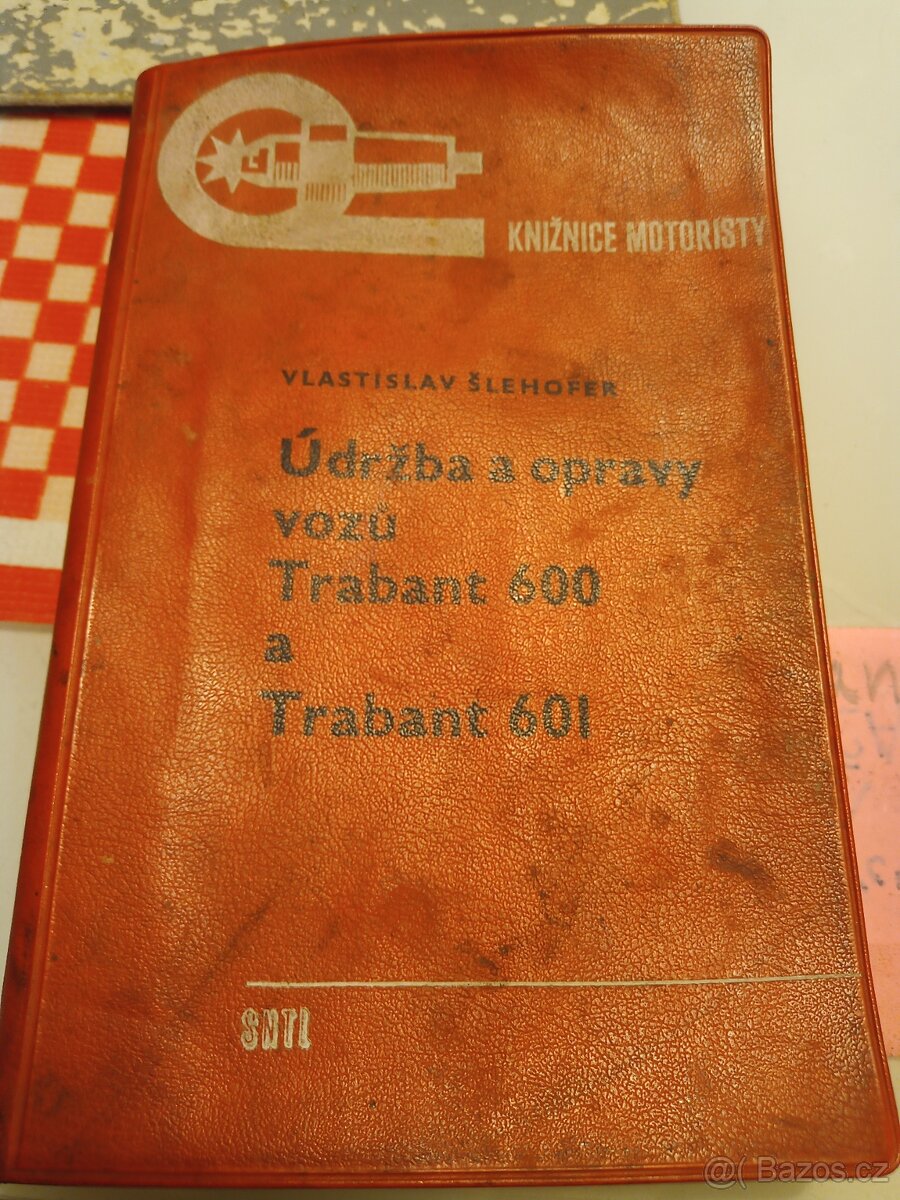 KNIŽNICE MOTORISTY
VLASTISLAV ŠLEHOFER
Údržba a opravy
vozů
Trabant 600
a
Trabant 601
SNTL
@( Bazos.cz